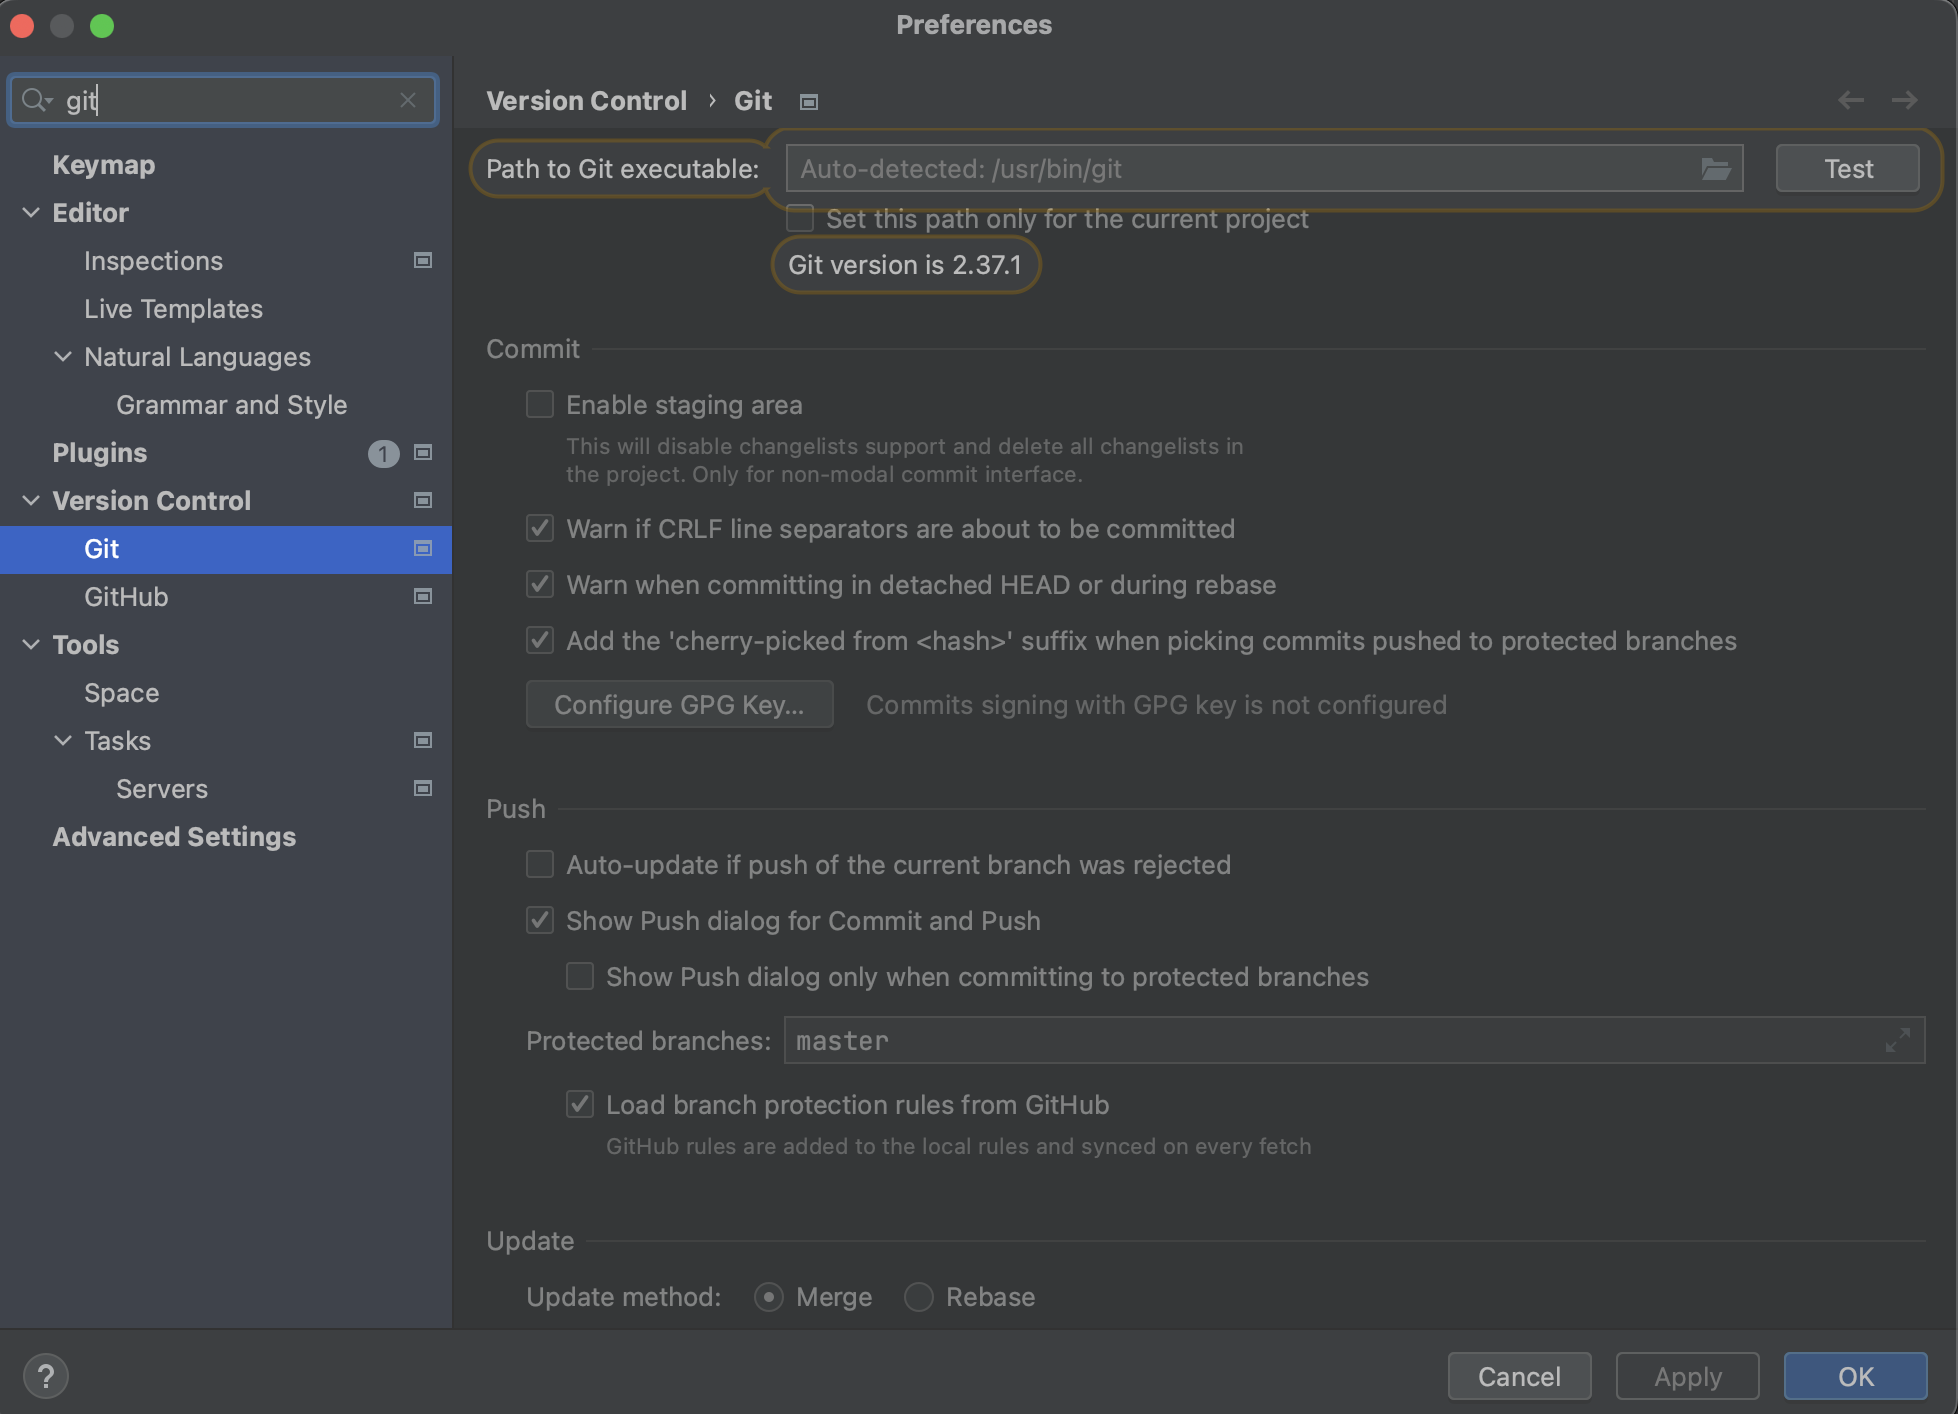 Preferences
git
Keymap
Editor
Inspections
Live Templates
Natural Languages
Grammar and Style
Plugins 1
Version Control
Git
GitHub
Tools
Space
Tasks
Servers
Advanced Settings
Version Control › Git
Path to Git executable: Auto-detected: /usr/bin/git Test
Set this path only for the current project
Git version is 2.37.1
Commit
Enable staging area
This will disable changelists support and delete all changelists in
the project. Only for non-modal commit interface.
Warn if CRLF line separators are about to be committed
Warn when committing in detached HEAD or during rebase
Add the 'cherry-picked from <hash>' suffix when picking commits pushed to protected branches
Configure GPG Key... Commits signing with GPG key is not configured
Push
Auto-update if push of the current branch was rejected
Show Push dialog for Commit and Push
Show Push dialog only when committing to protected branches
Protected branches: master
Load branch protection rules from GitHub
GitHub rules are added to the local rules and synced on every fetch
Update
Update method: Merge Rebase
? Cancel Apply OK